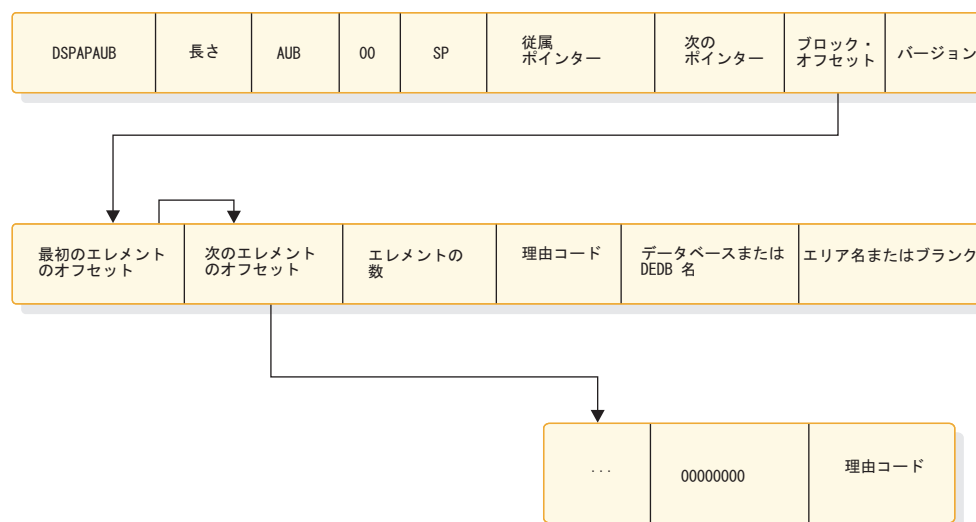 DSPAPAUB
長さ
AUB
00
SP
従属
ポインター
次の
ポインター
ブロック・
オフセット
バージョン
最初のエレメント
のオフセット
次のエレメント
のオフセット
エレメントの
数
理由コード
データベースまたは
DEDB 名
エリア名またはブランク
...
00000000
理由コード